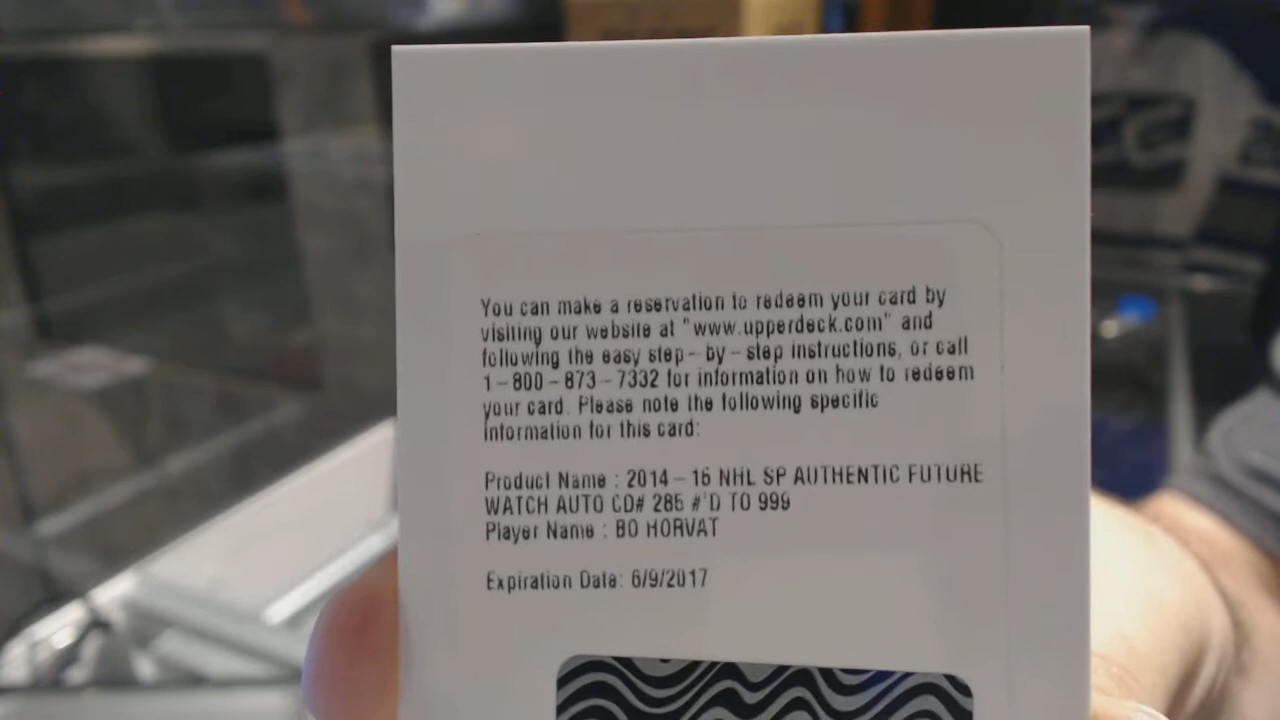 You can make a reservation to redeem your card by
visiting our website at "www.upperdeck.com" and
following the easy step-by-step instructions, or call
1-800-873-7332 for information on how to redeem
your card. Please note the following specific
information for this card:
Product Name : 2014-15 NHL SP AUTHENTIC FUTURE
WATCH AUTO CD# 285 #'D TO 999
Player Name : BO HORVAT
Expiration Date: 6/9/2017